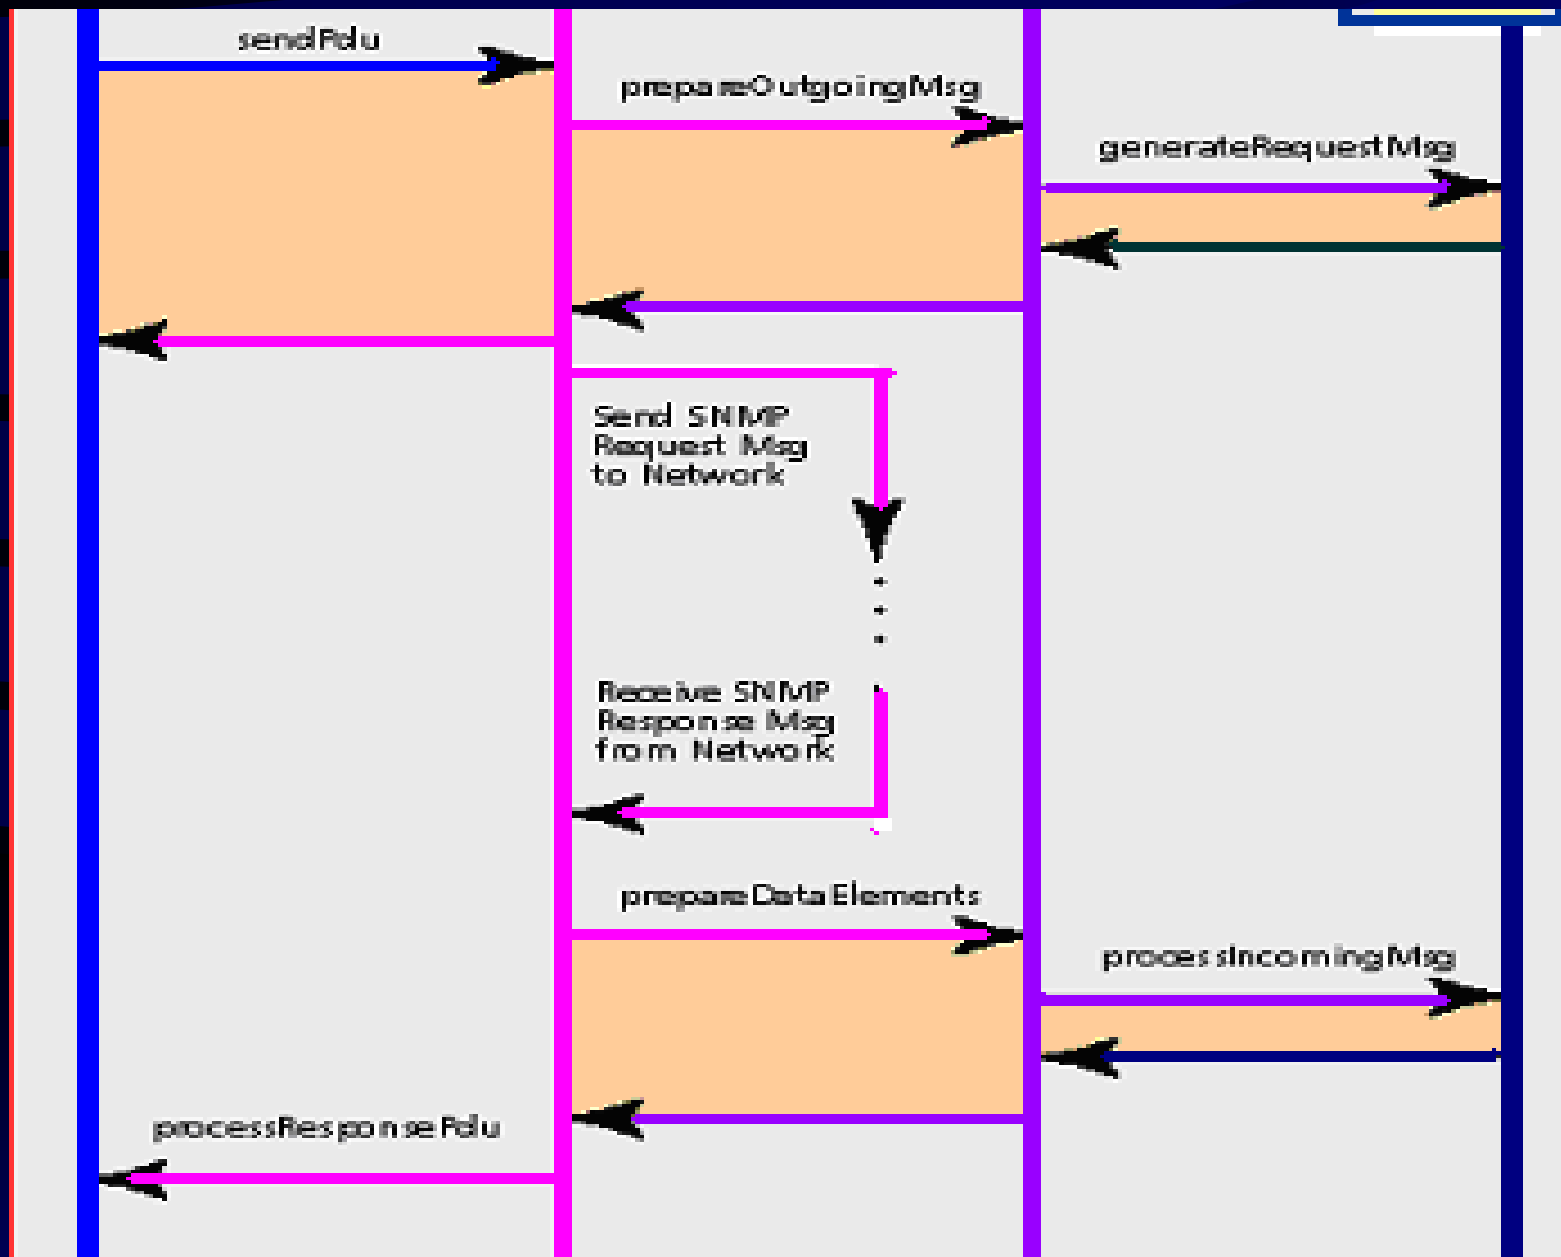 sendPdu
prepareOutgoingMsg
generateRequestMsg
Send SNMP
Request Msg
to Network
Receive SNMP
Response Msg
from Network
prepareDataElements
processIncomingMsg
processResponsePdu